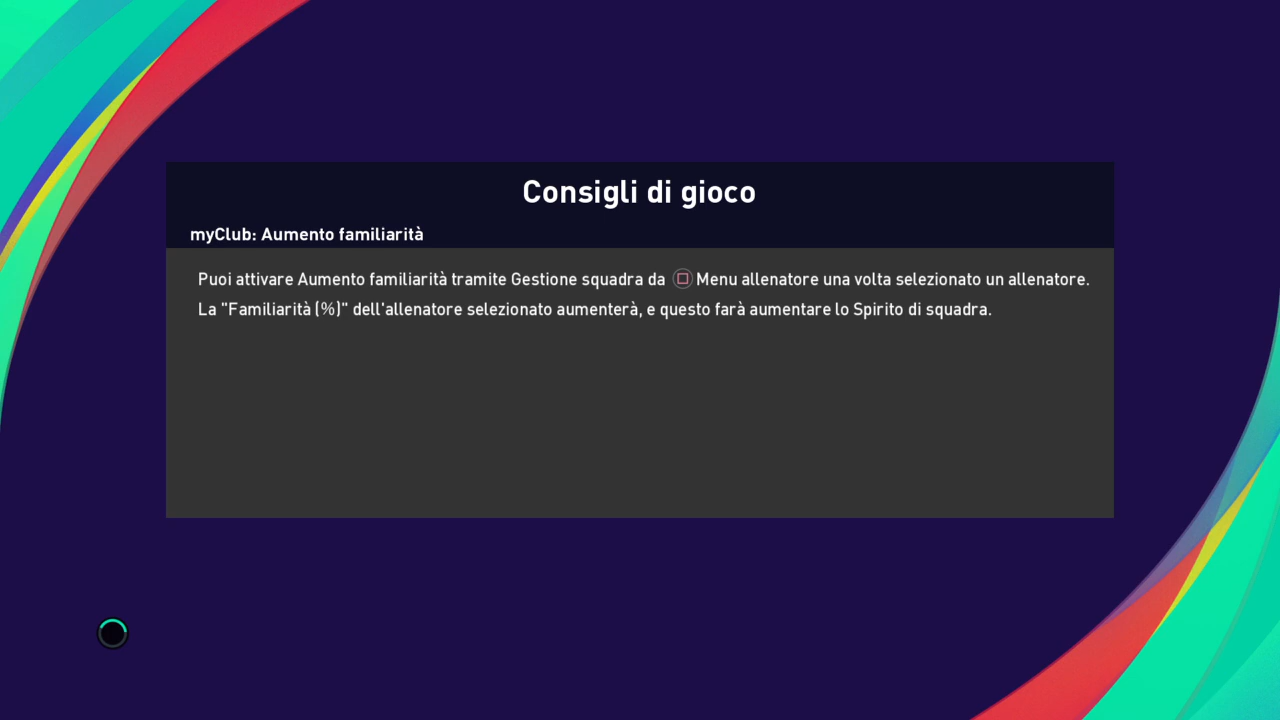 Consigli di gioco
myClub: Aumento familiarità
Puoi attivare Aumento familiarità tramite Gestione squadra da Menu allenatore una volta selezionato un allenatore.
La "Familiarità (%)" dell'allenatore selezionato aumenterà, e questo farà aumentare lo Spirito di squadra.